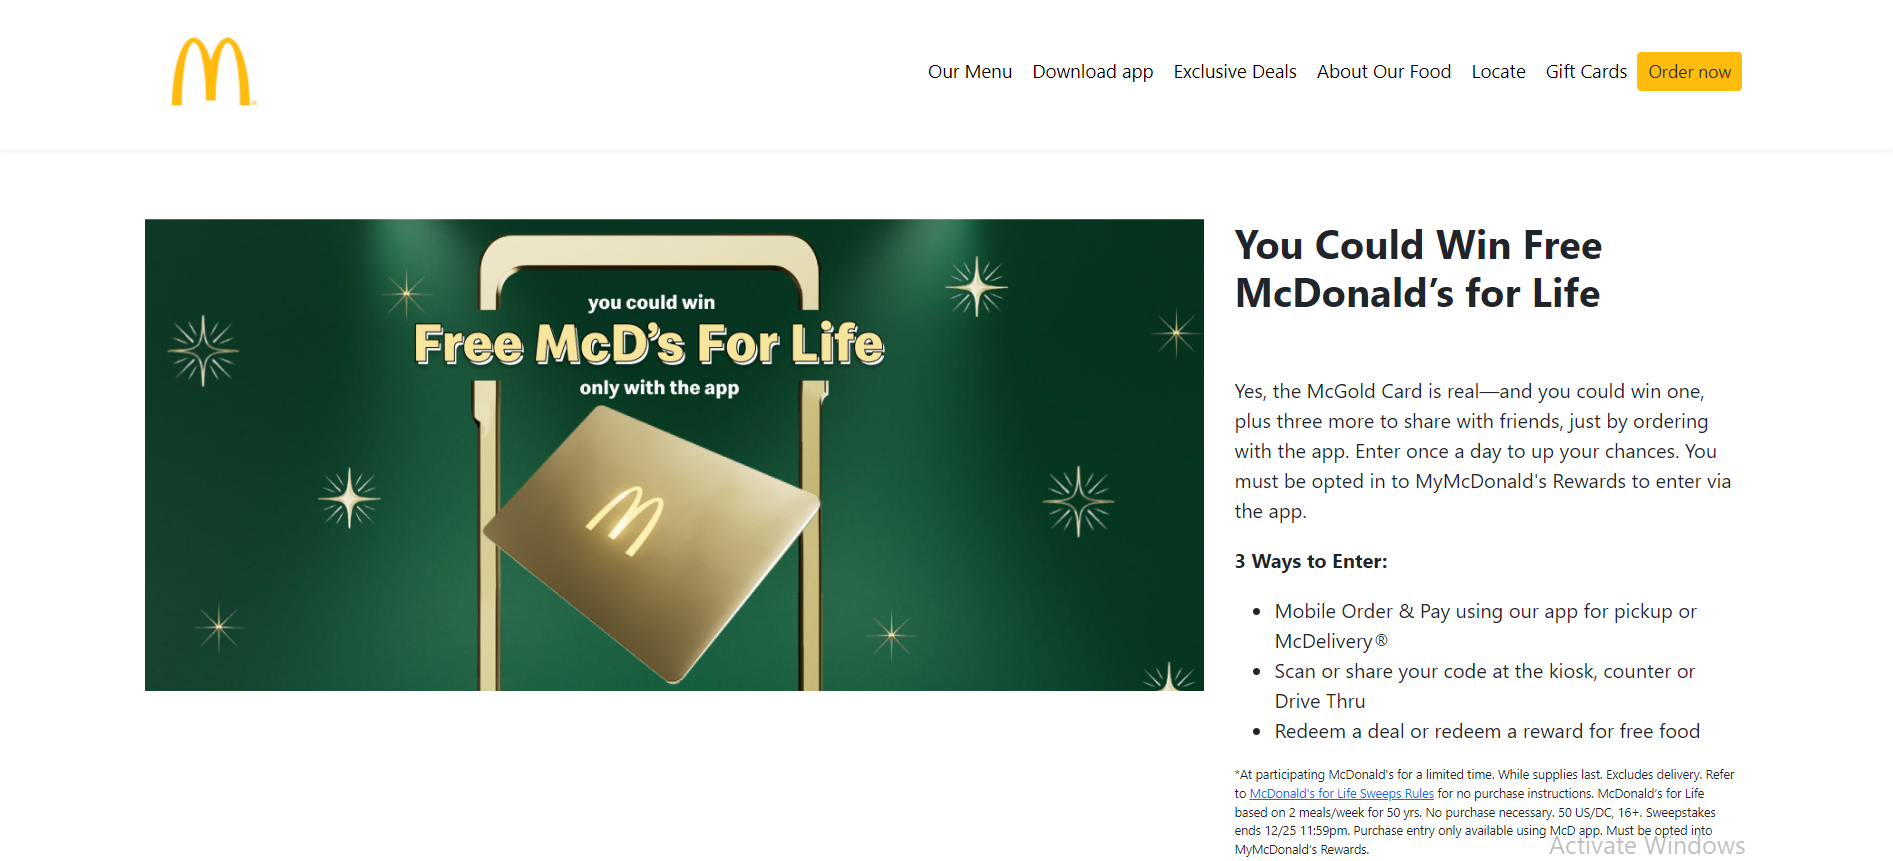 Our Menu Download app Exclusive Deals About Our Food Locate Gift Cards Order now
you could win
Free McD's For Life
only with the app
You Could Win Free
McDonald’s for Life
Yes, the McGold Card is real—and you could win one,
plus three more to share with friends, just by ordering
with the app. Enter once a day to up your chances. You
must be opted in to MyMcDonald's Rewards to enter via
the app.
3 Ways to Enter:
• Mobile Order & Pay using our app for pickup or
McDelivery®
• Scan or share your code at the kiosk, counter or
Drive Thru
• Redeem a deal or redeem a reward for free food
*At participating McDonald's for a limited time. While supplies last. Excludes delivery. Refer
to McDonald's for Life Sweeps Rules for no purchase instructions. McDonald’s for Life
based on 2 meals/week for 50 yrs. No purchase necessary. 50 US/DC, 16+. Sweepstakes
ends 12/25 11:59pm. Purchase entry only available using McD app. Must be opted into
MyMcDonald’s Rewards.
Activate Windows